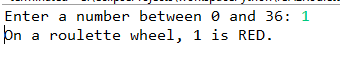 Enter a number between 0 and 36: 1
On a roulette wheel, 1 is RED.